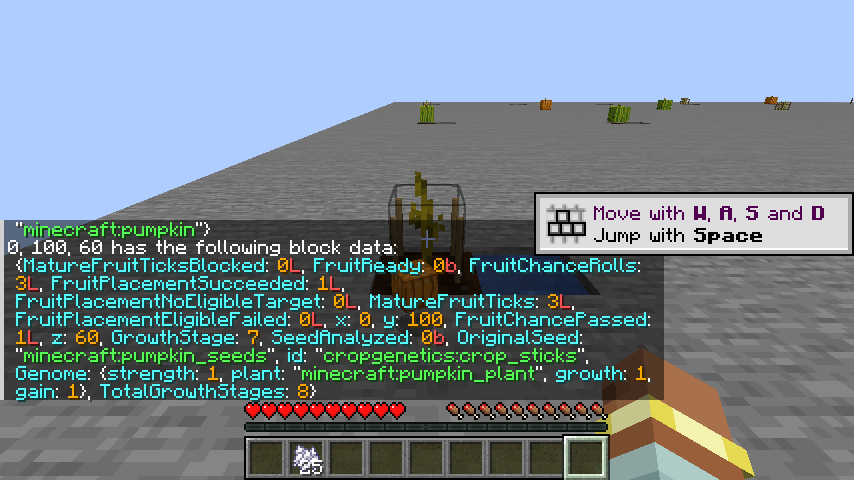 "minecraft:pumpkin"}
0, 100, 60 has the following block data:
{MatureFruitTicksBlocked: 0L, FruitReady: 0b, FruitChanceRolls:
3L, FruitPlacementSucceeded: 1L,
FruitPlacementNoEligibleTarget: 0L, MatureFruitTicks: 3L,
FruitPlacementEligibleFailed: 0L, x: 0, y: 100, FruitChancePassed:
1L, z: 60, GrowthStage: 7, SeedAnalyzed: 0b, OriginalSeed:
"minecraft:pumpkin_seeds", id: "cropgenetics:crop_sticks",
Genome: {strength: 1, plant: "minecraft:pumpkin_plant", growth: 1,
gain: 1}, TotalGrowthStages: 8}
Move with W, A, S and D
Jump with Space
25